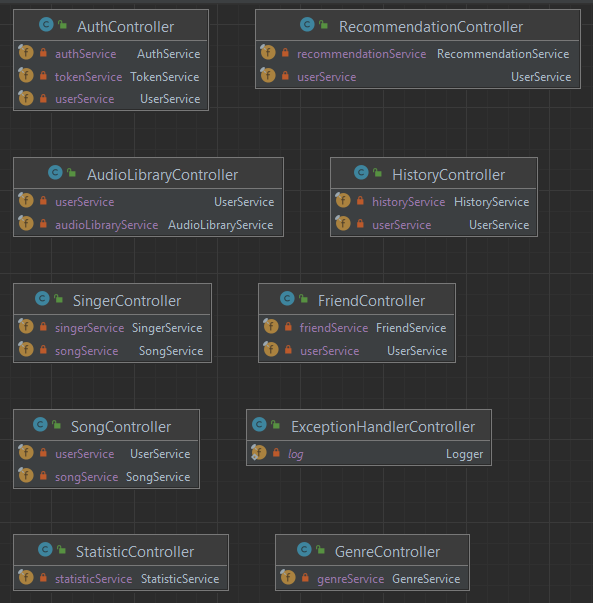 AuthController
authService AuthService
tokenService TokenService
userService UserService
RecommendationController
recommendationService RecommendationService
userService UserService
AudioLibraryController
userService UserService
audioLibraryService AudioLibraryService
HistoryController
historyService HistoryService
userService UserService
SingerController
singerService SingerService
songService SongService
FriendController
friendService FriendService
userService UserService
SongController
userService UserService
songService SongService
ExceptionHandlerController
log Logger
StatisticController
statisticService StatisticService
GenreController
genreService GenreService